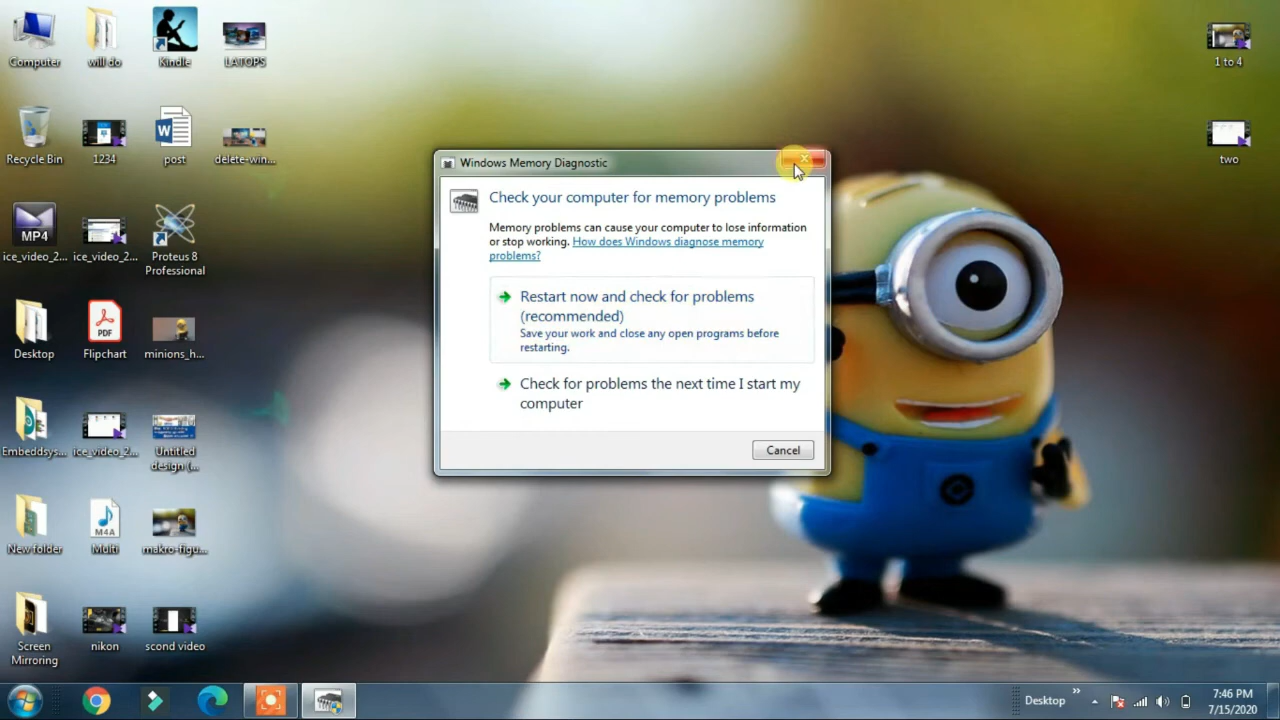 Computer
will do
Kindle
LATOPS
1 to 4
Recycle Bin
1234
post
delete-win...
two
MP4
ice_video_2...
ice_video_2...
Proteus 8
Professional
Desktop
PDF
Flipchart
minions_h...
Embeddsys...
ice_video_2...
Untitled
design (...
New folder
M4A
Multi
makro-figu...
Screen
Mirroring
nikon
scond video
Windows Memory Diagnostic
Check your computer for memory problems
Memory problems can cause your computer to lose information
or stop working. How does Windows diagnose memory
problems?
Restart now and check for problems
(recommended)
Save your work and close any open programs before
restarting.
Check for problems the next time I start my
computer
Cancel
Desktop
7:46 PM
7/15/2020